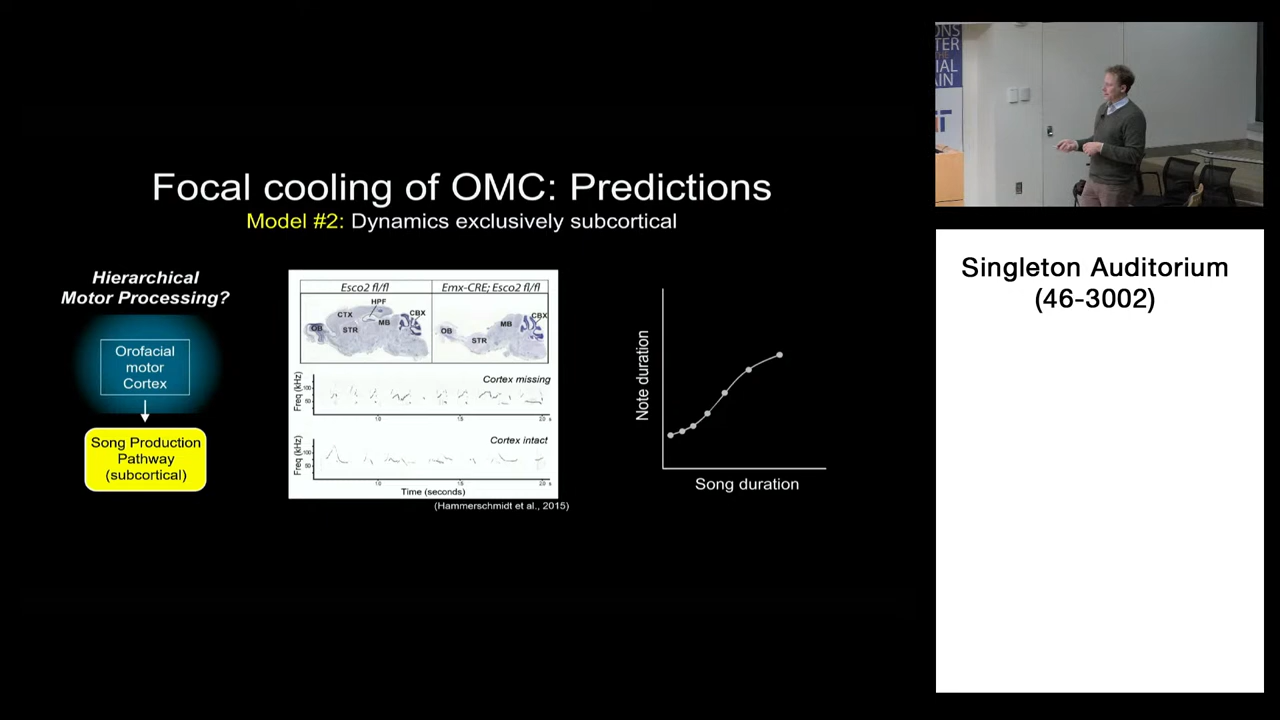 Focal cooling of OMC: Predictions
Model #2: Dynamics exclusively subcortical
Hierarchical
Motor Processing?
Orofacial
motor
Cortex
Song Production
Pathway
(subcortical)
Esco2 fl/fl
Emx-CRE; Esco2 fl/fl
HPF
CTX
CBX
OB
STR
MB
MB
CBX
OB
STR
Cortex missing
Freq (kHz)
Cortex intact
Freq (kHz)
Time (seconds)
(Hammerschmidt et al., 2015)
Note duration
Song duration
Singleton Auditorium
(46-3002)